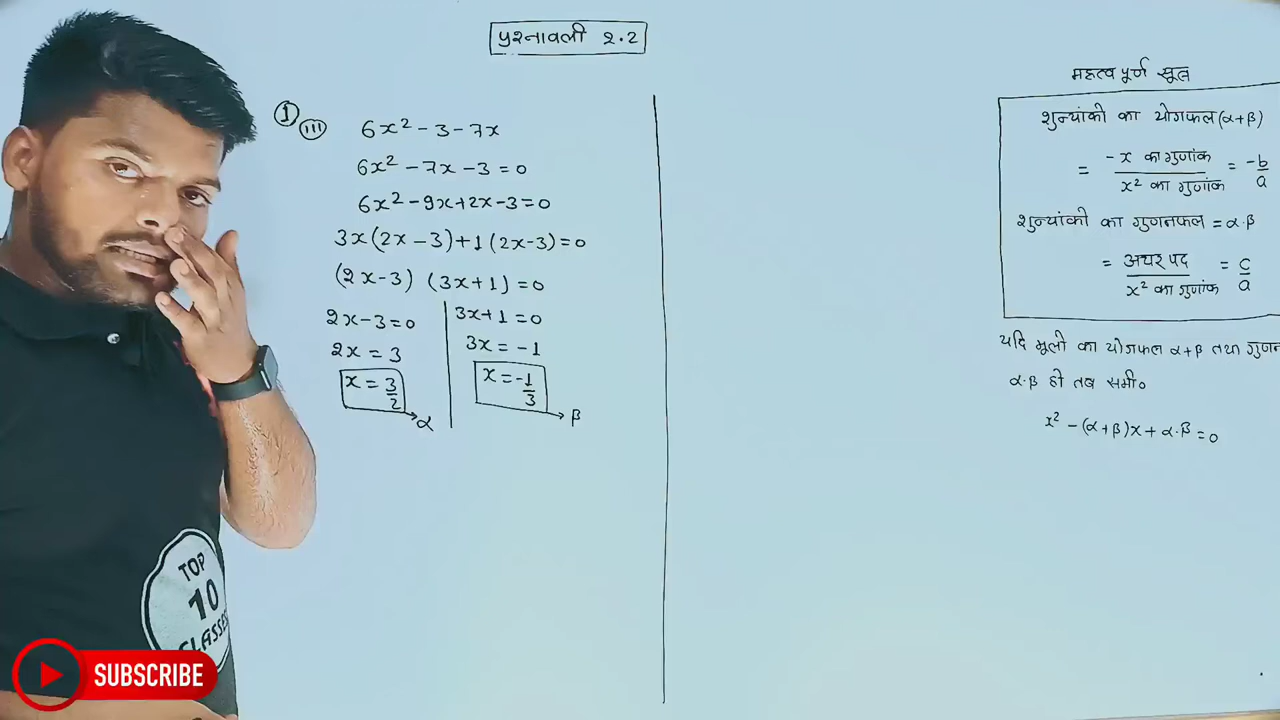 प्रश्नावली 2.2
① (iii) 6x² - 3 - 7x
6x² - 7x - 3 = 0
6x² - 9x + 2x - 3 = 0
3x(2x - 3) + 1(2x - 3) = 0
(2x - 3) (3x + 1) = 0
2x - 3 = 0
2x = 3
x = 3/2 → α
3x + 1 = 0
3x = -1
x = -1/3 → β
महत्वपूर्ण सूत्र
शुन्यांको का योगफल (α+β)
= -x का गुणांक / x² का गुणांक = -b/a
शुन्यांको का गुणनफल = α·β
= अचर पद / x² का गुणांक = c/a
यदि मूलों का योगफल α+β तथा गुणन
α·β हो तब समी०
x² - (α+β)x + α·β = 0
TOP
10
CLASSES
SUBSCRIBE